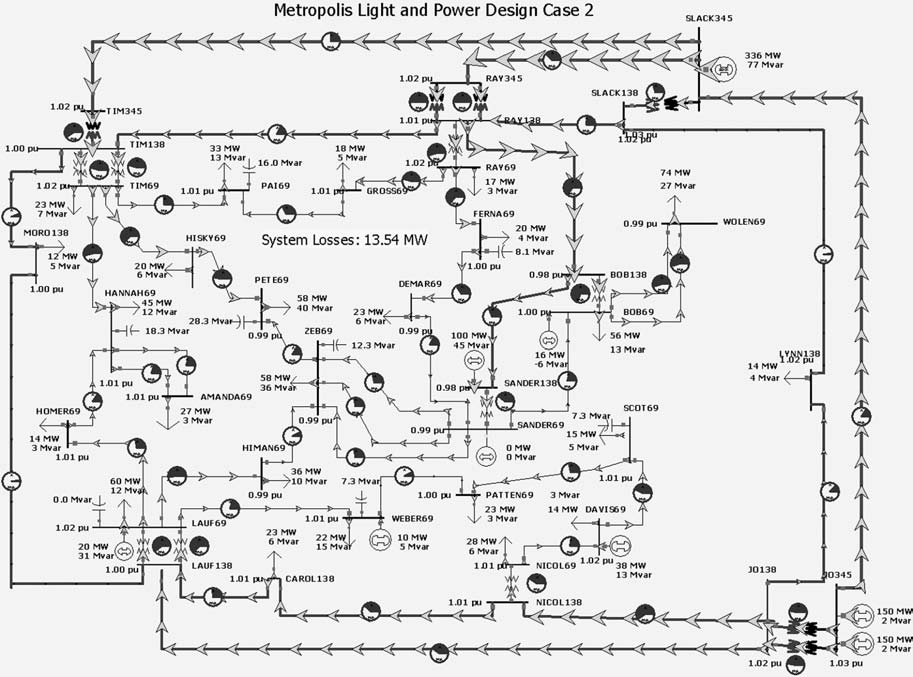 Metropolis Light and Power Design Case 2
SLACK345
336 MW
77 Mvar
1.02 pu
RAY345
SLACK138
1.02 pu
TIM345
1.01 pu
RAY138
1.03 pu
1.02 pu
1.00 pu
TIM138
33 MW
13 Mvar
16.0 Mvar
18 MW
5 Mvar
1.02 pu
RAY69
74 MW
27 Mvar
1.02 pu
TIM69
1.01 pu
PAI69
1.01 pu
GROSS69
17 MW
3 Mvar
23 MW
7 Mvar
FERNA69
0.99 pu
WOLEN69
MORO138
12 MW
5 Mvar
1.00 pu
HISKY69
20 MW
6 Mvar
System Losses: 13.54 MW
20 MW
4 Mvar
8.1 Mvar
1.00 pu
HANNAH69
45 MW
12 Mvar
18.3 Mvar
PETE69
58 MW
40 Mvar
28.3 Mvar
0.99 pu
DEMAR69
23 MW
6 Mvar
0.99 pu
0.98 pu
BOB138
1.00 pu
BOB69
56 MW
13 Mvar
16 MW
-6 Mvar
ZEB69
12.3 Mvar
58 MW
36 Mvar
0.99 pu
100 MW
45 Mvar
0.98 pu
SANDER138
LYNN138
1.02 pu
14 MW
4 Mvar
1.01 pu
1.01 pu
AMANDA69
27 MW
3 Mvar
HOMER69
14 MW
3 Mvar
1.01 pu
0.99 pu
SANDER69
0 MW
0 Mvar
7.3 Mvar
SCOT69
15 MW
5 Mvar
1.01 pu
HIMAN69
36 MW
10 Mvar
0.99 pu
60 MW
12 Mvar
0.0 Mvar
7.3 Mvar
1.00 pu
PATTEN69
23 MW
3 Mvar
3 Mvar
14 MW
DAVIS69
1.02 pu
LAUF69
1.01 pu
WEBER69
22 MW
15 Mvar
10 MW
5 Mvar
20 MW
31 Mvar
1.00 pu
LAUF138
23 MW
6 Mvar
28 MW
6 Mvar
1.02 pu
38 MW
13 Mvar
1.01 pu
NICOL69
1.01 pu
CAROL138
1.01 pu
NICOL138
JO138
JO345
150 MW
2 Mvar
150 MW
2 Mvar
1.02 pu
1.03 pu